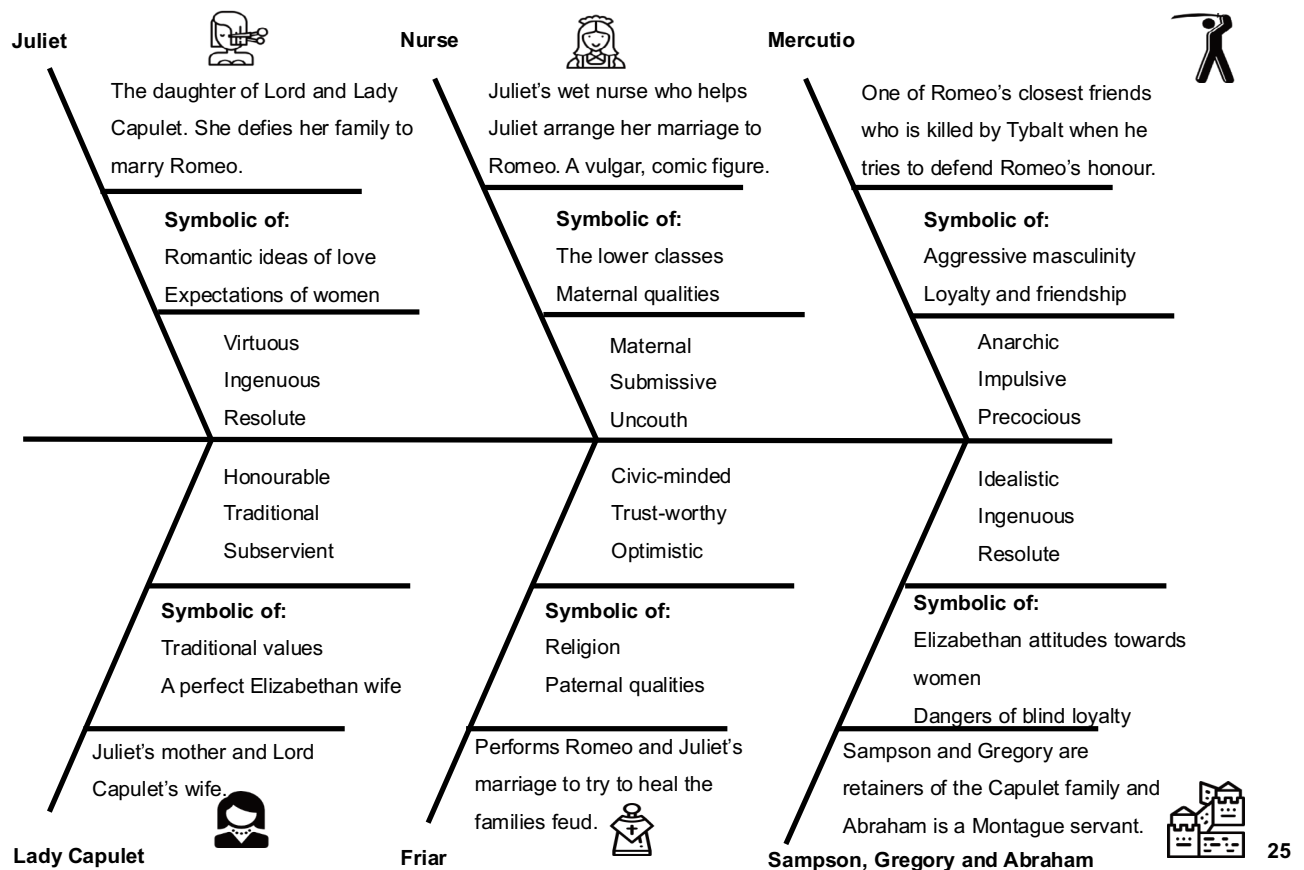 Juliet
The daughter of Lord and Lady
Capulet. She defies her family to
marry Romeo.
Symbolic of:
Romantic ideas of love
Expectations of women
Virtuous
Ingenuous
Resolute
Nurse
Juliet’s wet nurse who helps
Juliet arrange her marriage to
Romeo. A vulgar, comic figure.
Symbolic of:
The lower classes
Maternal qualities
Maternal
Submissive
Uncouth
Mercutio
One of Romeo’s closest friends
who is killed by Tybalt when he
tries to defend Romeo’s honour.
Symbolic of:
Aggressive masculinity
Loyalty and friendship
Anarchic
Impulsive
Precocious
Honourable
Traditional
Subservient
Symbolic of:
Traditional values
A perfect Elizabethan wife
Juliet’s mother and Lord
Capulet’s wife.
Lady Capulet
Civic-minded
Trust-worthy
Optimistic
Symbolic of:
Religion
Paternal qualities
Performs Romeo and Juliet’s
marriage to try to heal the
families feud.
Friar
Idealistic
Ingenuous
Resolute
Symbolic of:
Elizabethan attitudes towards
women
Dangers of blind loyalty
Sampson and Gregory are
retainers of the Capulet family and
Abraham is a Montague servant.
Sampson, Gregory and Abraham
25